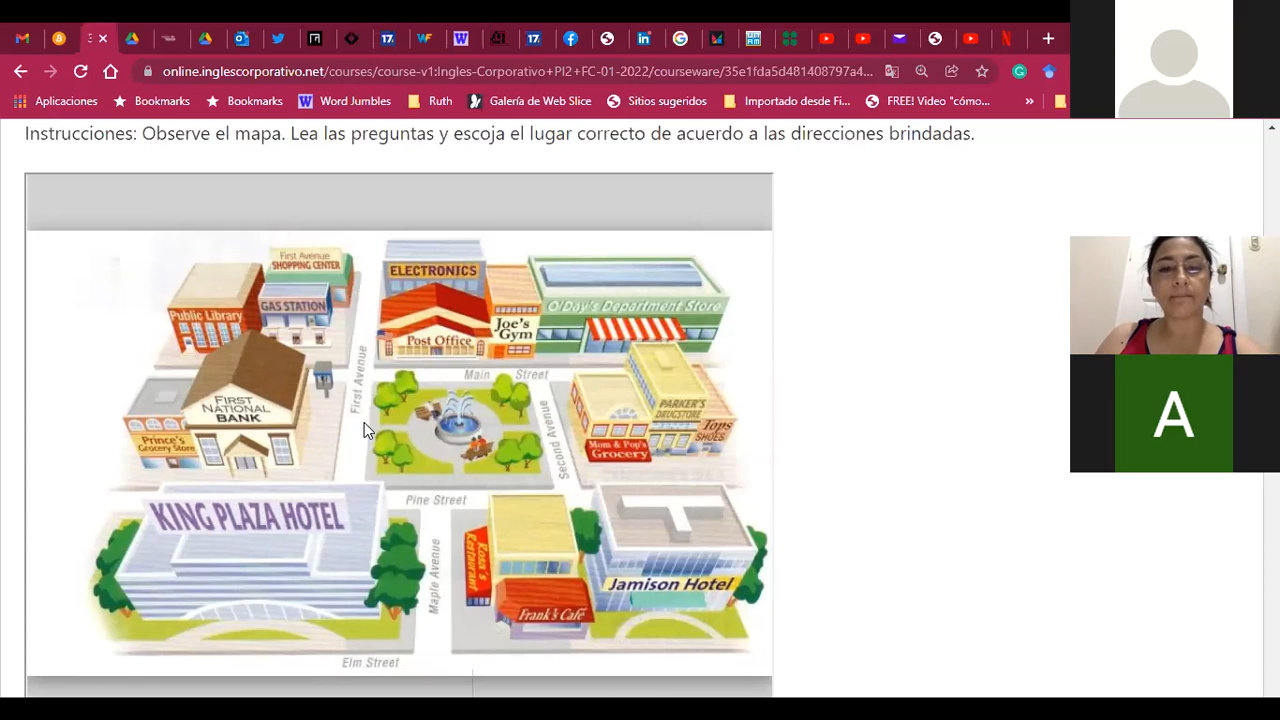 online.inglescorporativo.net/courses/course-v1:Ingles-Corporativo+PI2+FC-01-2022/courseware/35e1fda5d481408797a4...
Aplicaciones Bookmarks Bookmarks Word Jumbles Ruth Galería de Web Slice Sitios sugeridos Importado desde Fi... FREE! Video "cómo... »
Instrucciones: Observe el mapa. Lea las preguntas y escoja el lugar correcto de acuerdo a las direcciones brindadas.
First Avenue
SHOPPING CENTER
GAS STATION
Public Library
ELECTRONICS
Post Office
Joe's
Gym
O'Day's Department Store
Main Street
First Avenue
Second Avenue
FIRST
NATIONAL
BANK
Prince's
Grocery Store
PARKER'S
DRUGSTORE
Mom & Pop's
Grocery
Tops
SHOES
Pine Street
KING PLAZA HOTEL
Maple Avenue
Rosa's
Restaurant
Frank's Café
Jamison Hotel
Elm Street
A